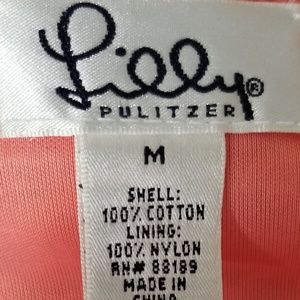 Lilly®
PULITZER
M
SHELL:
100% COTTON
LINING:
100% NYLON
RN# 88189
MADE IN
CHINA